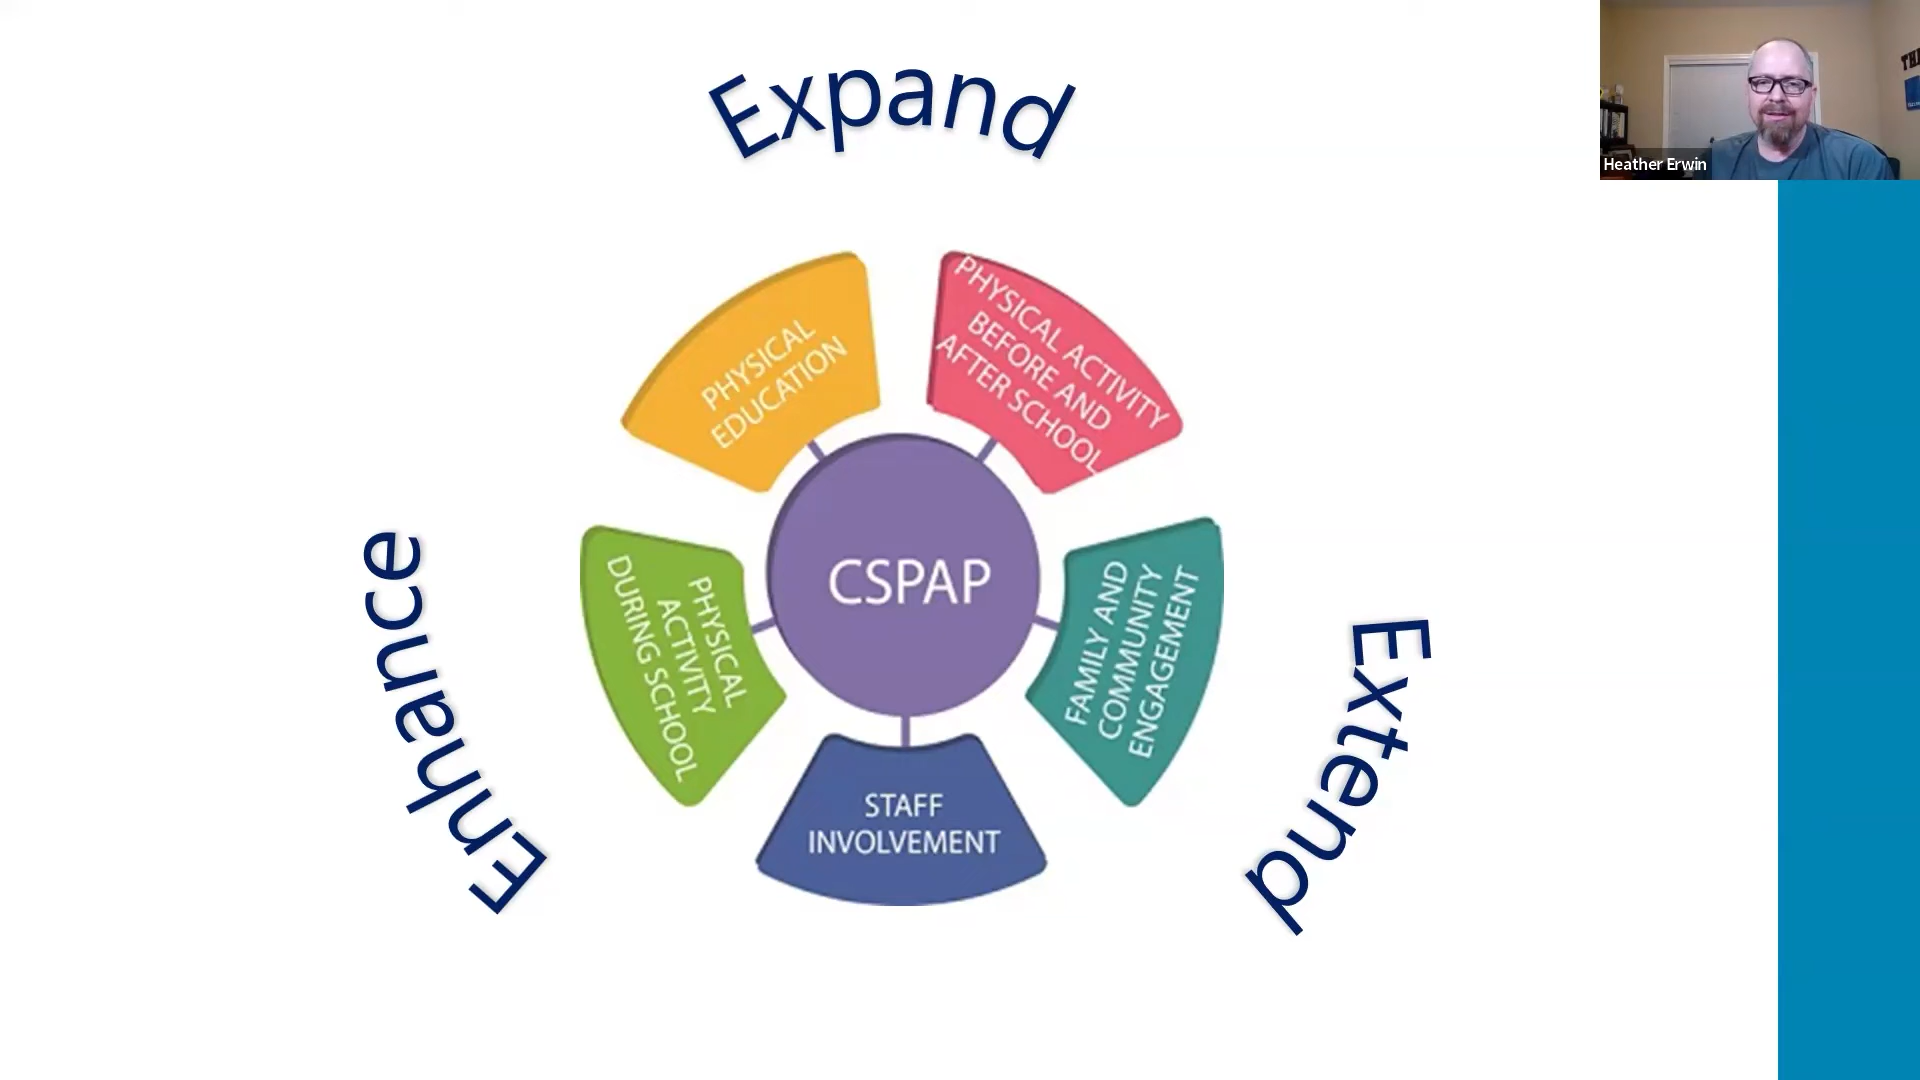 Expand
Heather Erwin
PHYSICAL
EDUCATION
PHYSICAL ACTIVITY
BEFORE AND
AFTER SCHOOL
CSPAP
PHYSICAL
ACTIVITY
DURING SCHOOL
FAMILY AND
COMMUNITY
ENGAGEMENT
STAFF
INVOLVEMENT
Enhance
Extend